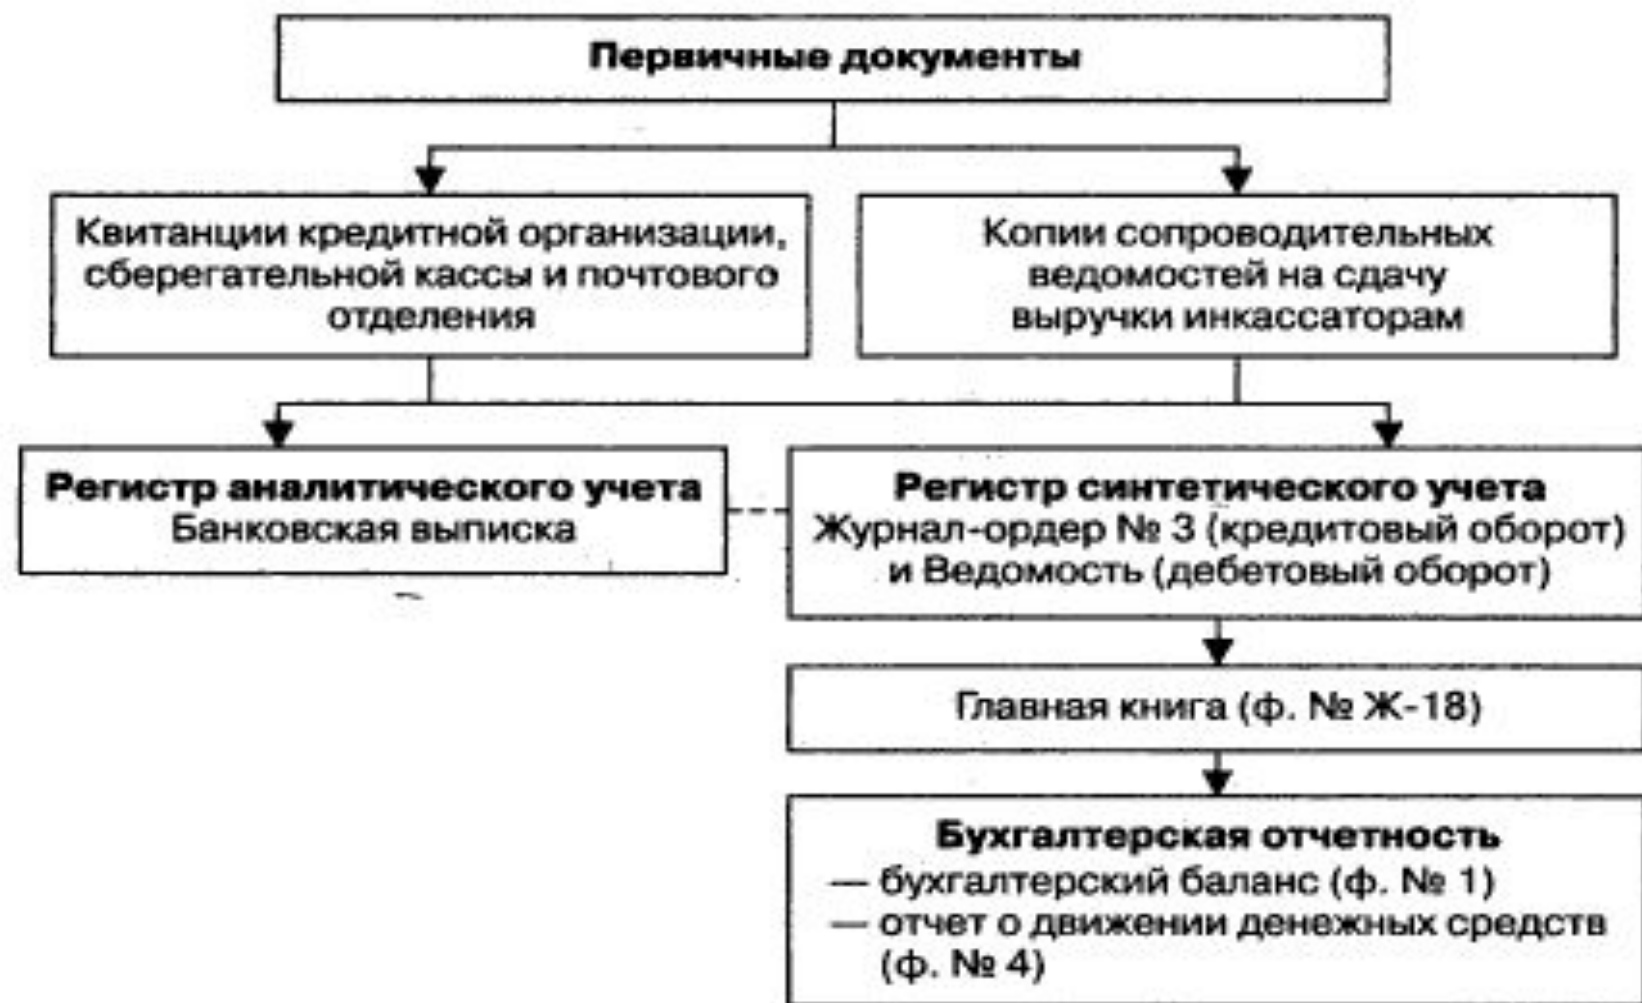 Первичные документы
Квитанции кредитной организации,
сберегательной кассы и почтового
отделения
Копии сопроводительных
ведомостей на сдачу
выручки инкассаторам
Регистр аналитического учета
Банковская выписка
Регистр синтетического учета
Журнал-ордер № 3 (кредитовый оборот)
и Ведомость (дебетовый оборот)
Главная книга (ф. № Ж-18)
Бухгалтерская отчетность
— бухгалтерский баланс (ф. № 1)
— отчет о движении денежных средств
(ф. № 4)